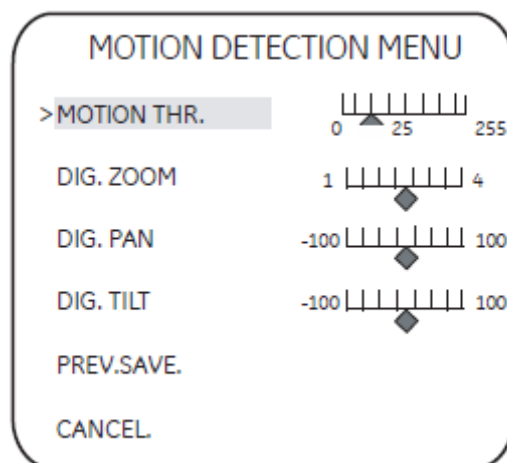 MOTION DETECTION MENU
>MOTION THR.
0 25 255
DIG. ZOOM 1 4
DIG. PAN -100 100
DIG. TILT -100 100
PREV.SAVE.
CANCEL.